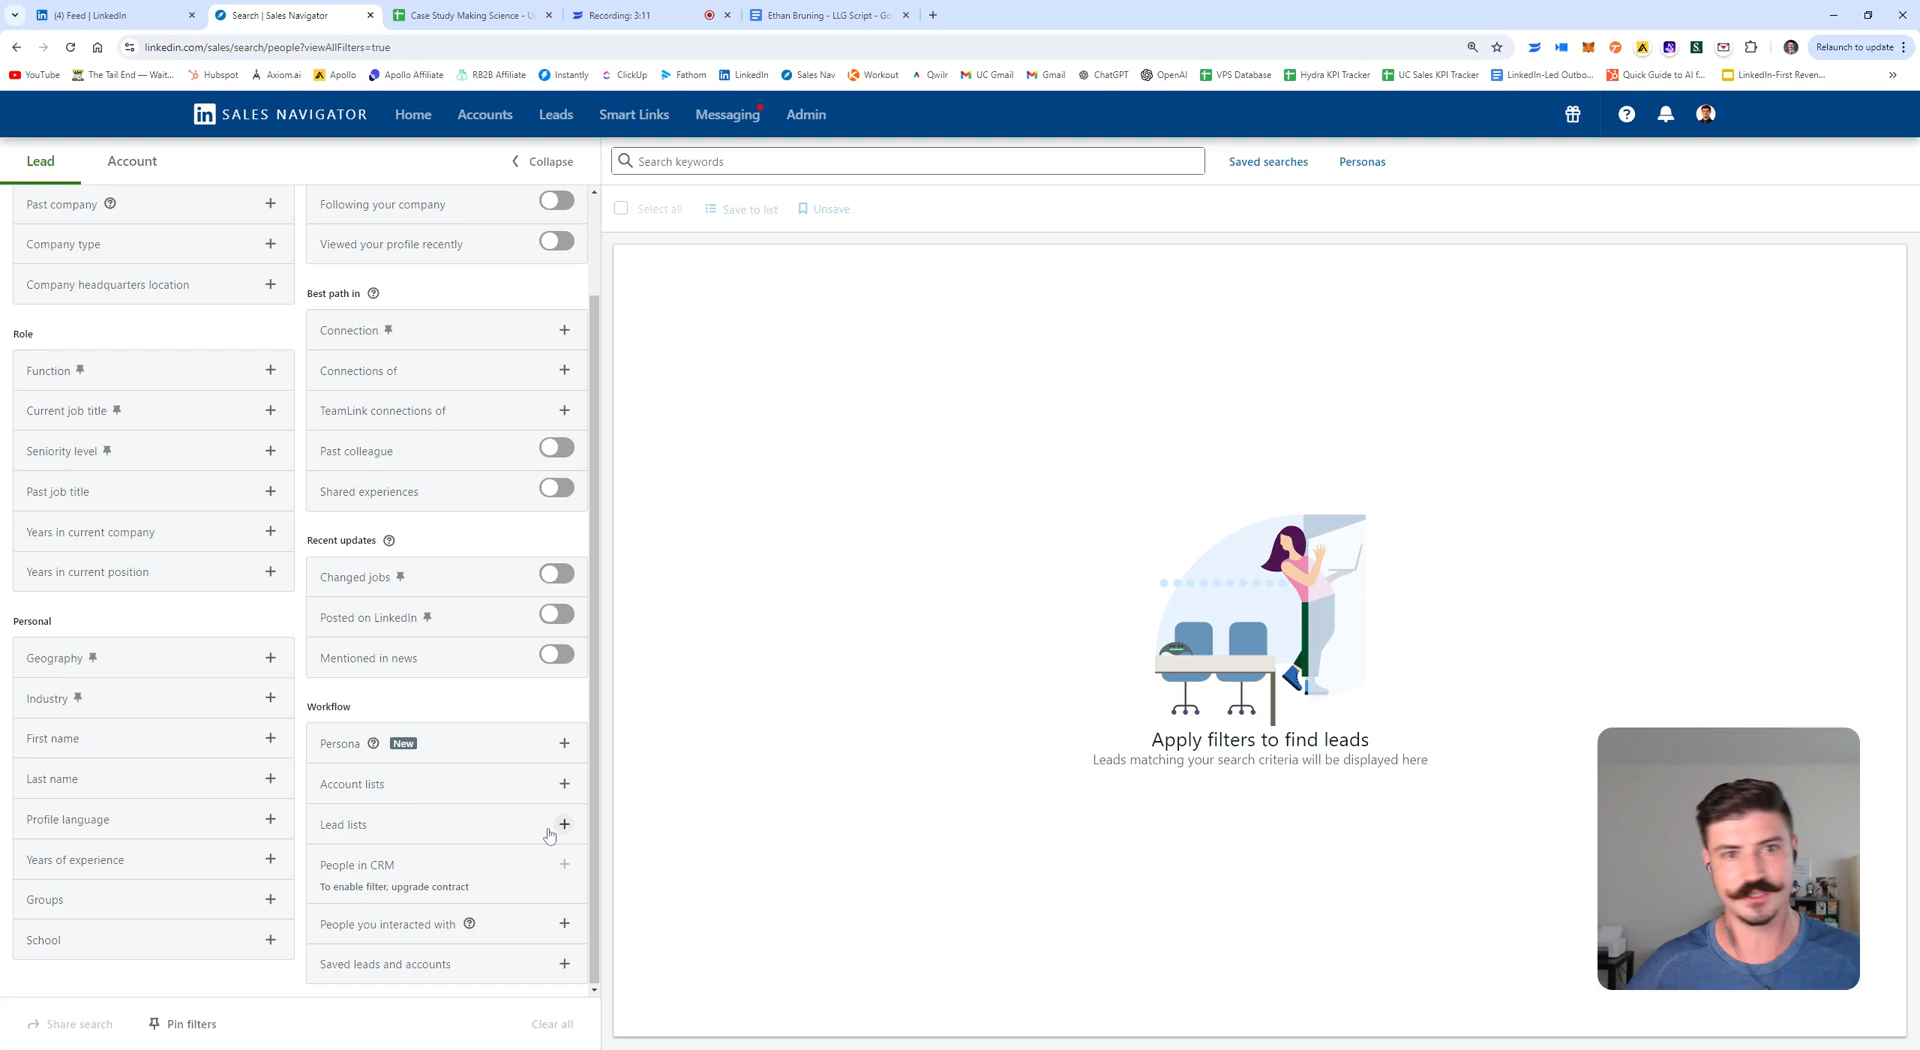 (4) Feed | LinkedIn
Search | Sales Navigator
Case Study Making Science - U
Recording: 3:11
Ethan Bruning - LLG Script - Go
linkedin.com/sales/search/people?viewAllFilters=true
Relaunch to update
YouTube
The Tail End — Wait...
Hubspot
Axiom.ai
Apollo
Apollo Affiliate
RB2B Affiliate
Instantly
ClickUp
Fathom
LinkedIn
Sales Nav
Workout
Qwilr
UC Gmail
Gmail
ChatGPT
OpenAI
VPS Database
Hydra KPI Tracker
UC Sales KPI Tracker
LinkedIn-Led Outbo...
Quick Guide to AI f...
LinkedIn-First Reven...
in SALES NAVIGATOR
Home
Accounts
Leads
Smart Links
Messaging
Admin
Lead
Account
Collapse
Search keywords
Saved searches
Personas
Select all
Save to list
Unsave
Past company
Company type
Company headquarters location
Role
Function
Current job title
Seniority level
Past job title
Years in current company
Years in current position
Personal
Geography
Industry
First name
Last name
Profile language
Years of experience
Groups
School
Following your company
Viewed your profile recently
Best path in
Connection
Connections of
TeamLink connections of
Past colleague
Shared experiences
Recent updates
Changed jobs
Posted on LinkedIn
Mentioned in news
Workflow
Persona New
Account lists
Lead lists
People in CRM
To enable filter, upgrade contract
People you interacted with
Saved leads and accounts
Share search
Pin filters
Clear all
Apply filters to find leads
Leads matching your search criteria will be displayed here